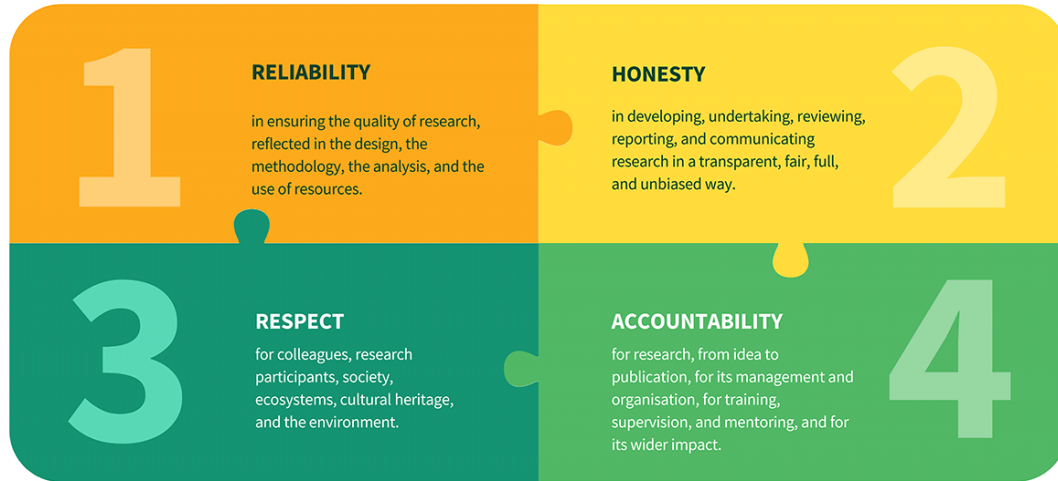 1
RELIABILITY
in ensuring the quality of research,
reflected in the design, the
methodology, the analysis, and the
use of resources.
2
HONESTY
in developing, undertaking, reviewing,
reporting, and communicating
research in a transparent, fair, full,
and unbiased way.
3
RESPECT
for colleagues, research
participants, society,
ecosystems, cultural heritage,
and the environment.
4
ACCOUNTABILITY
for research, from idea to
publication, for its management and
organisation, for training,
supervision, and mentoring, and for
its wider impact.